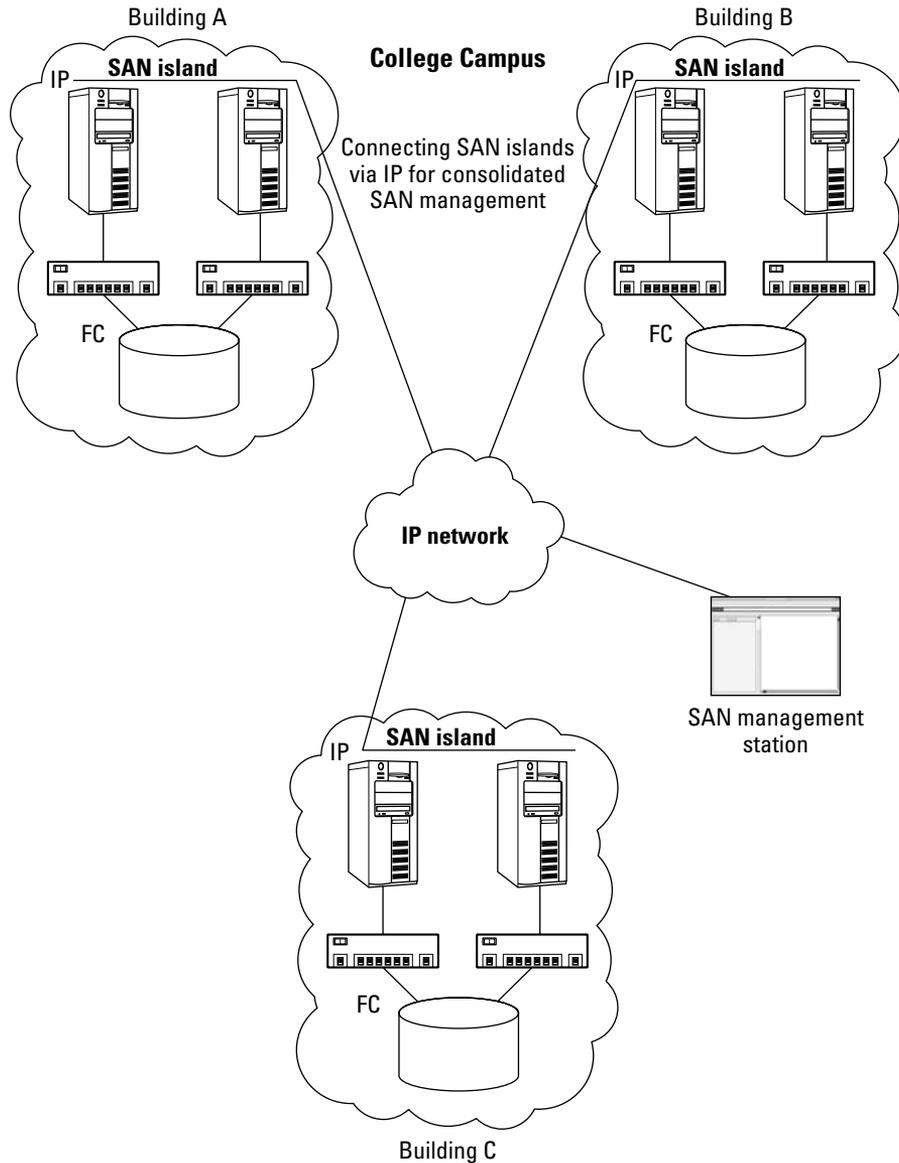 Building A
Building B
College Campus
IP
SAN island
IP
SAN island
Connecting SAN islands
via IP for consolidated
SAN management
FC
FC
IP network
SAN management
station
IP
SAN island
FC
Building C